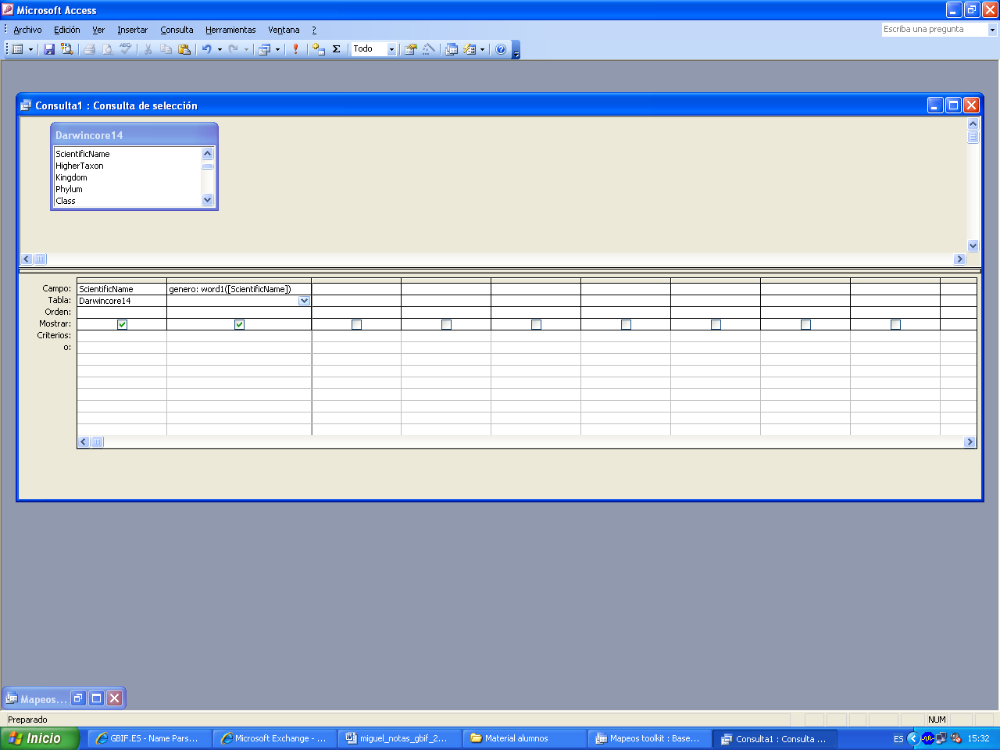 Microsoft Access
Archivo Edición Ver Insertar Consulta Herramientas Ventana ?
Escriba una pregunta
Todo
Consulta1 : Consulta de selección
Darwincore14
ScientificName
HigherTaxon
Kingdom
Phylum
Class
Campo: ScientificName genero: word1([ScientificName])
Tabla: Darwincore14
Orden:
Mostrar:
Criterios:
o:
Mapeos...
Preparado
NUM
Inicio GBIF.ES - Name Pars... Microsoft Exchange - ... miguel_notas_gbif_2... Material alumnos Mapeos toolkit : Base... Consulta1 : Consulta ... ES 15:32